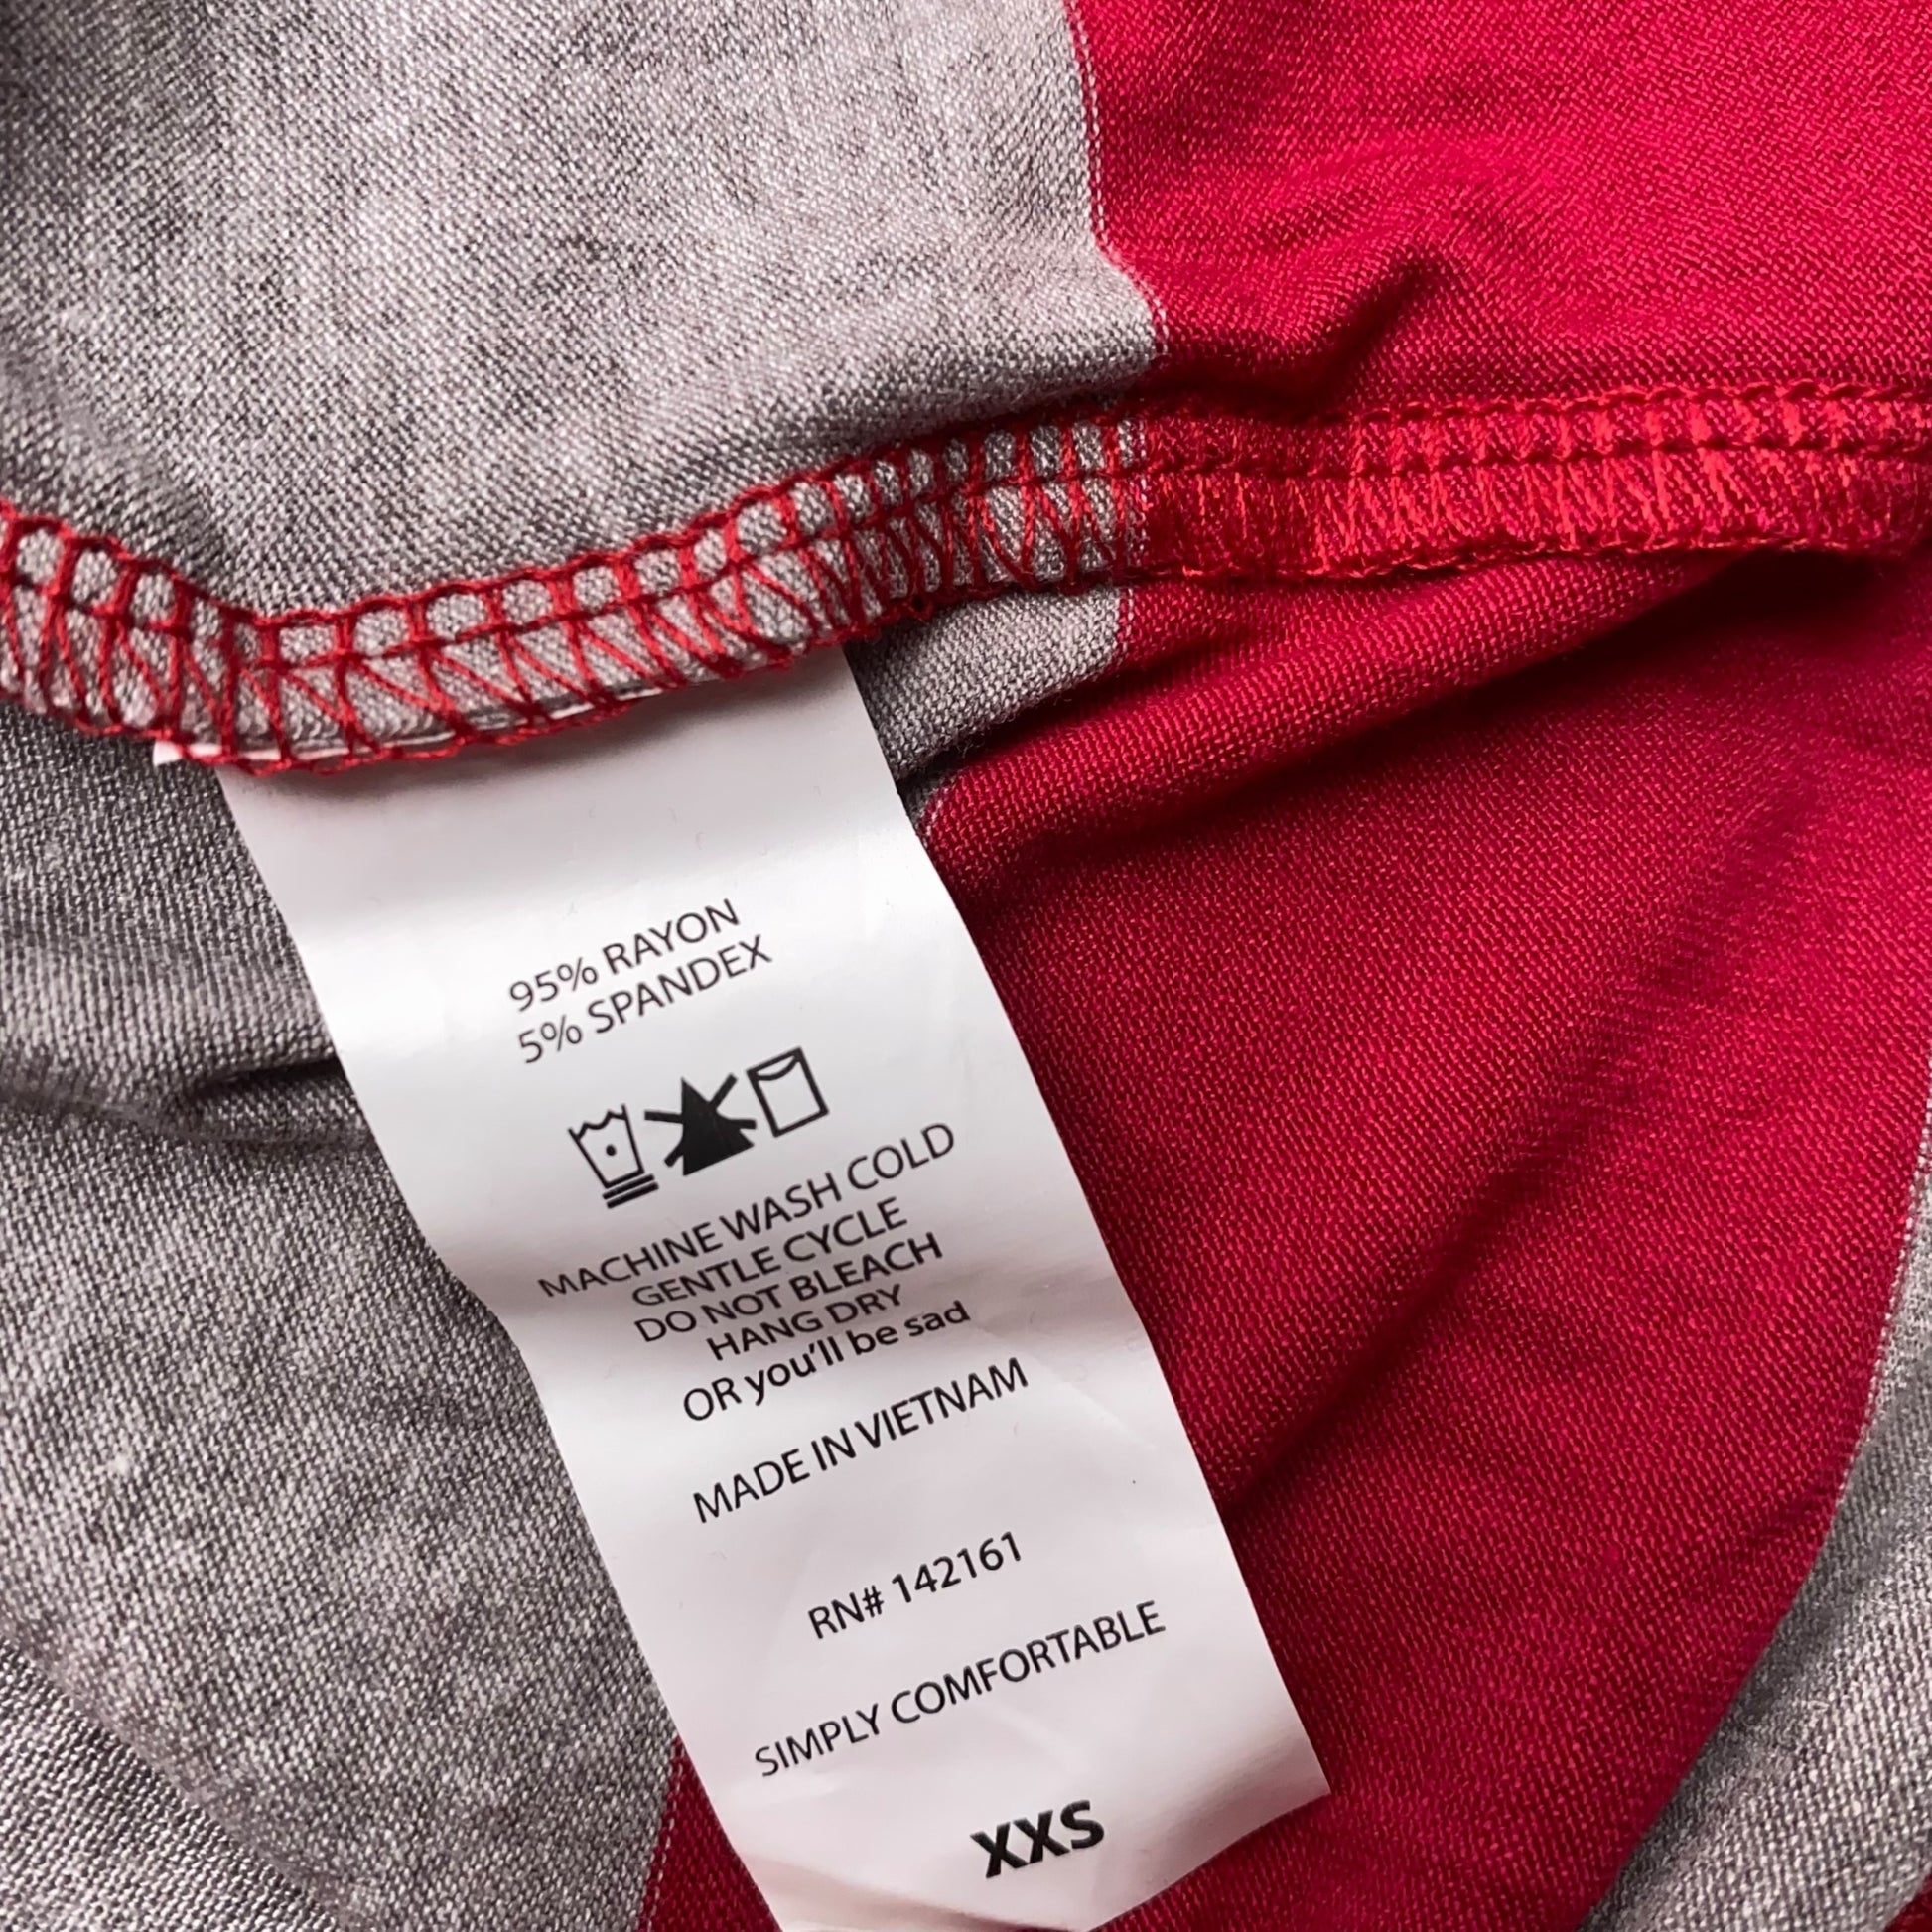 95% RAYON
5% SPANDEX
MACHINE WASH COLD
GENTLE CYCLE
DO NOT BLEACH
HANG DRY
OR you'll be sad
MADE IN VIETNAM
RN# 142161
SIMPLY COMFORTABLE
XXS